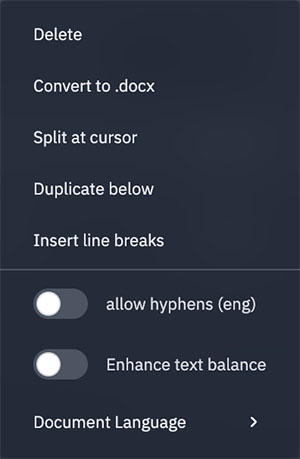 Delete
Convert to .docx
Split at cursor
Duplicate below
Insert line breaks
allow hyphens (eng)
Enhance text balance
Document Language